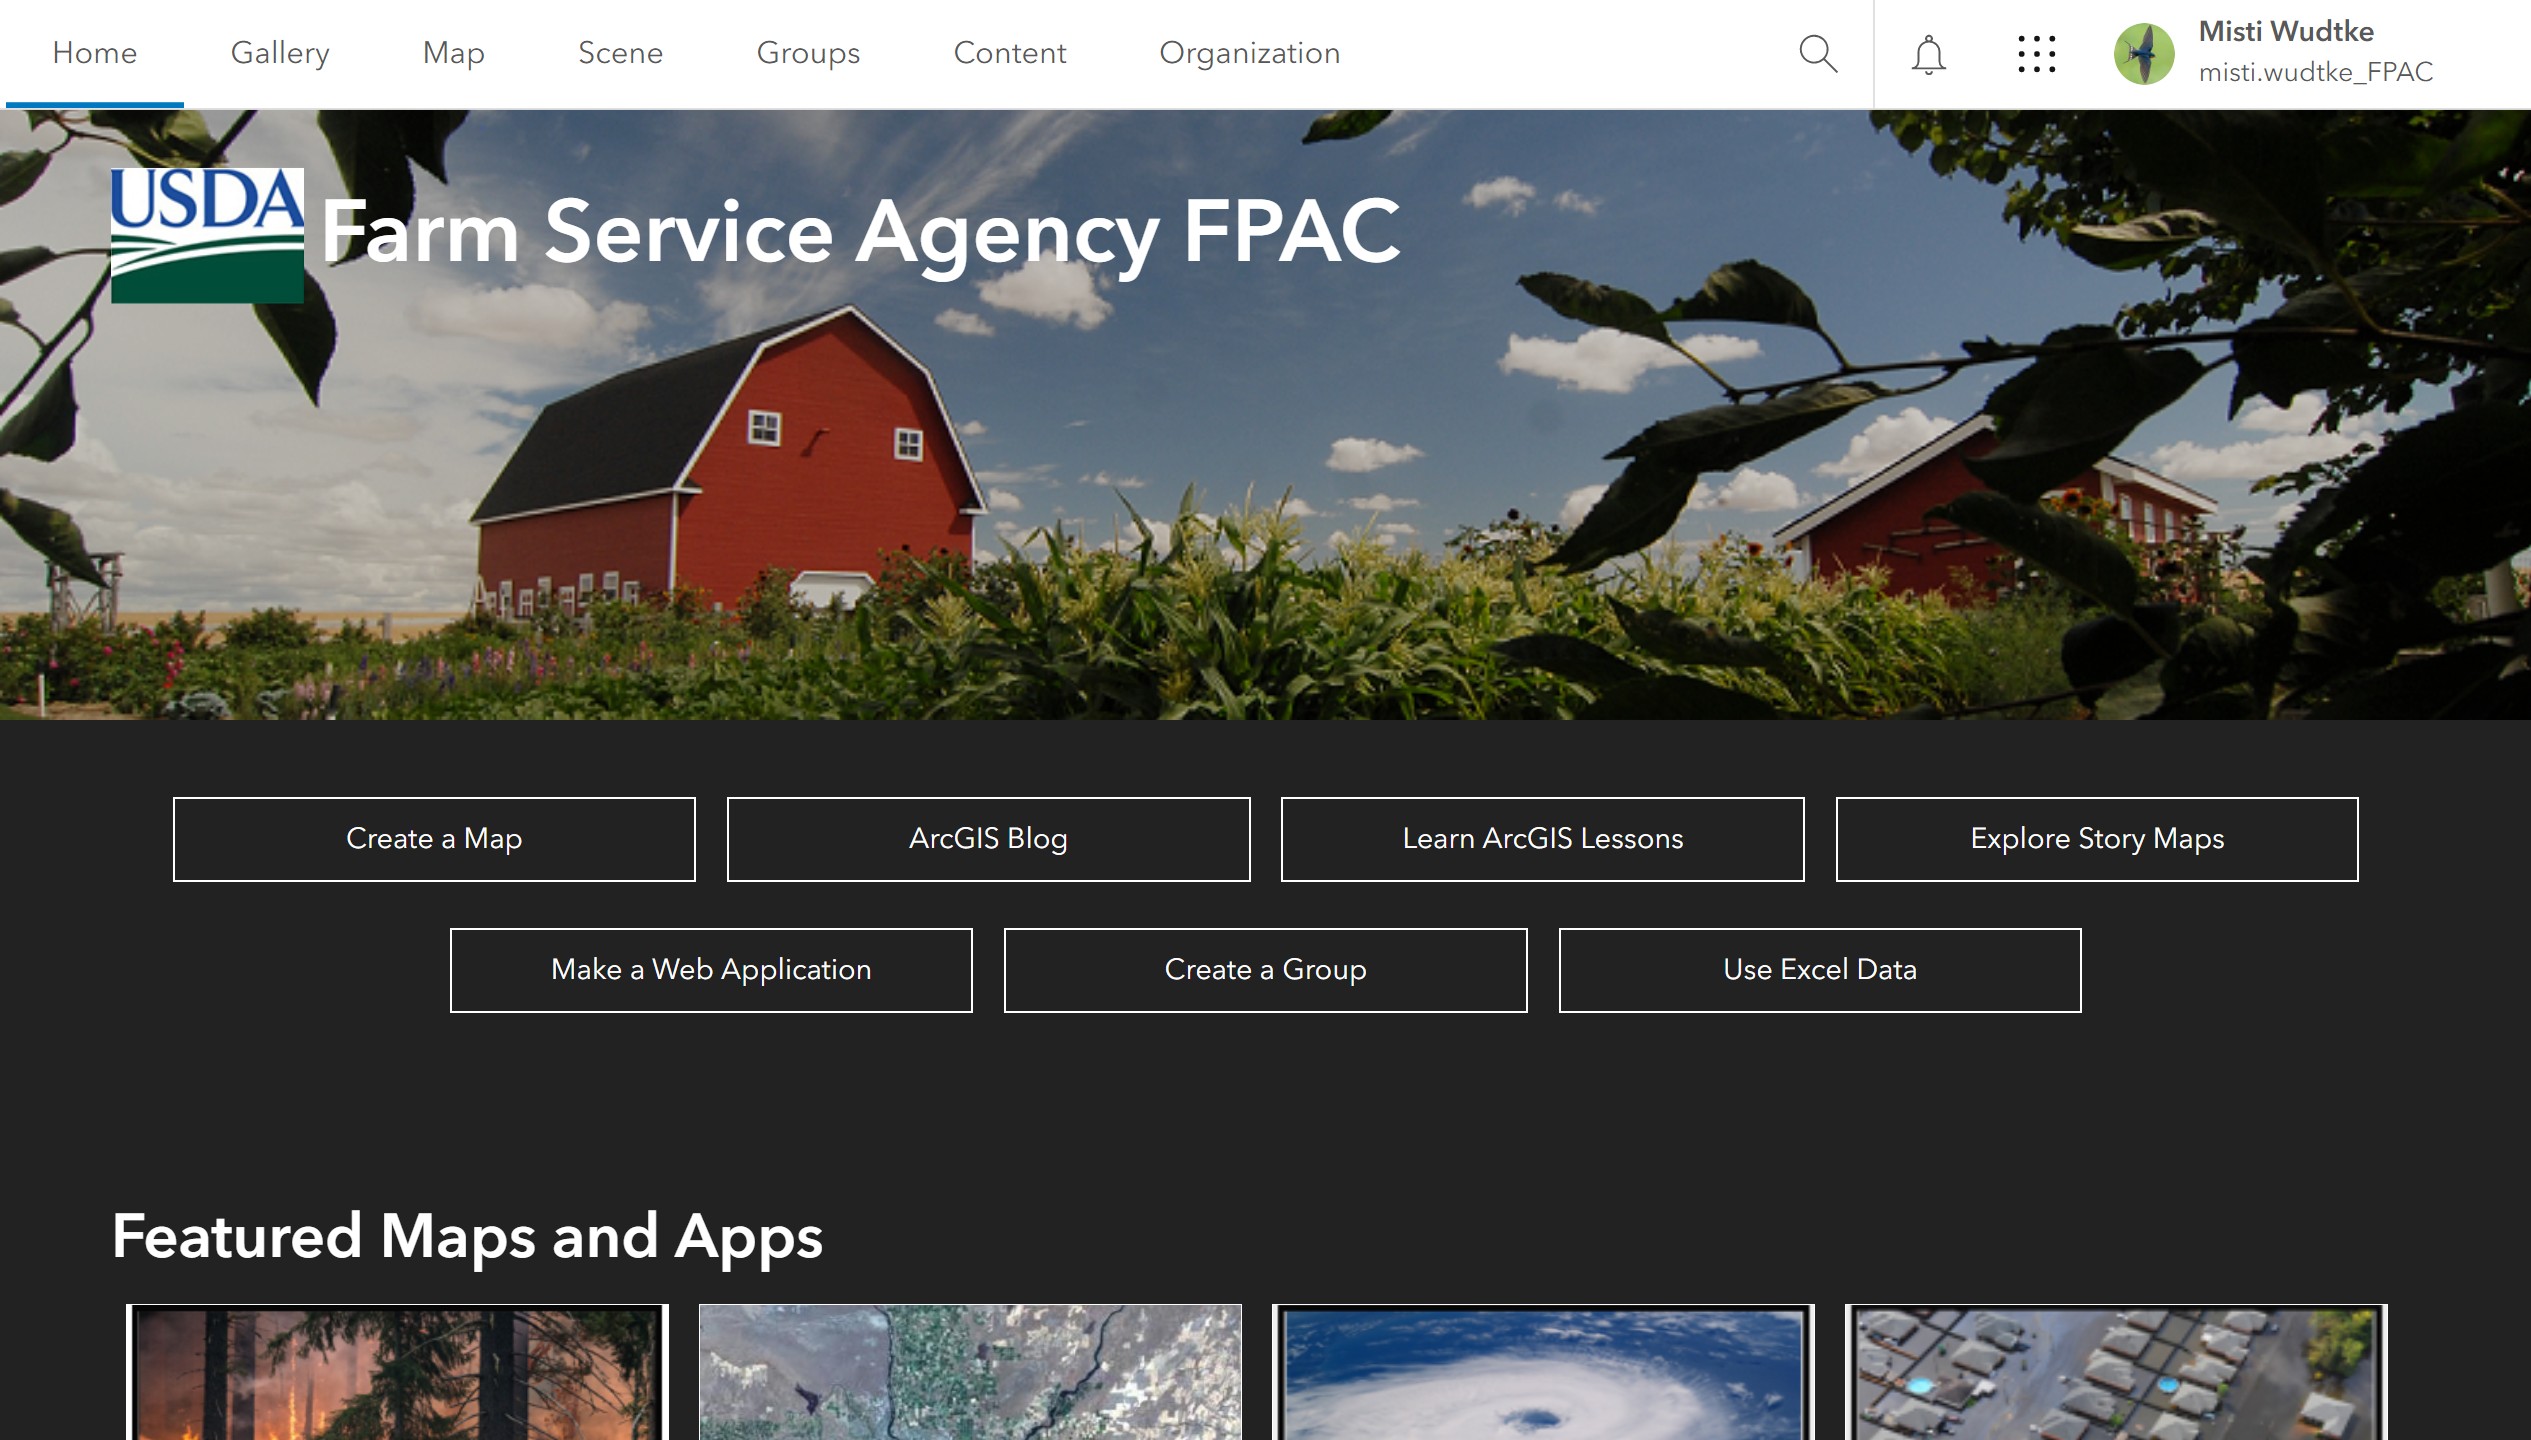 Home Gallery Map Scene Groups Content Organization
Misti Wudtke
misti.wudtke_FPAC
USDA
Farm Service Agency FPAC
Create a Map
ArcGIS Blog
Learn ArcGIS Lessons
Explore Story Maps
Make a Web Application
Create a Group
Use Excel Data
Featured Maps and Apps